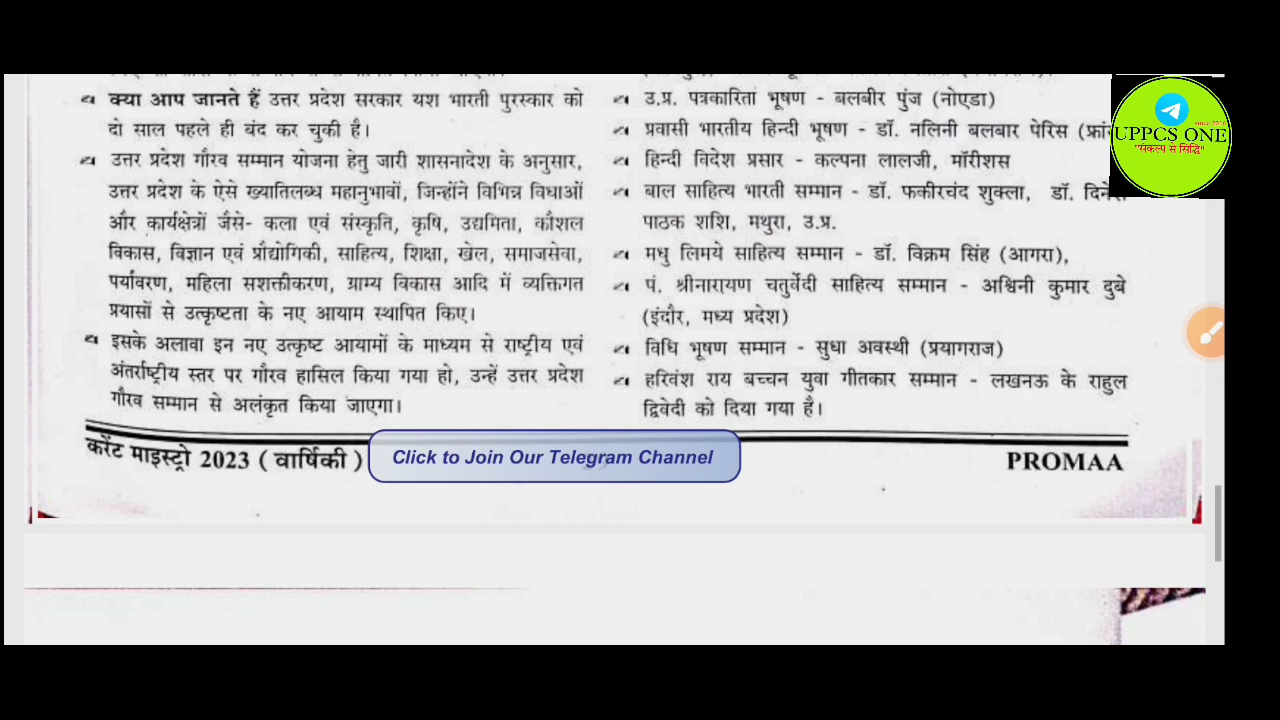 क्या आप जानते हैं उत्तर प्रदेश सरकार यश भारती पुरस्कार को
दो साल पहले ही बंद कर चुकी है।
उत्तर प्रदेश गौरव सम्मान योजना हेतु जारी शासनादेश के अनुसार,
उत्तर प्रदेश के ऐसे ख्यातिलब्ध महानुभावों, जिन्होंने विभिन्न विधाओं
और कार्यक्षेत्रों जैसे- कला एवं संस्कृति, कृषि, उद्यमिता, कौशल
विकास, विज्ञान एवं प्रौद्योगिकी, साहित्य, शिक्षा, खेल, समाजसेवा,
पर्यावरण, महिला सशक्तीकरण, ग्राम्य विकास आदि में व्यक्तिगत
प्रयासों से उत्कृष्टता के नए आयाम स्थापित किए।
इसके अलावा इन नए उत्कृष्ट आयामों के माध्यम से राष्ट्रीय एवं
अंतर्राष्ट्रीय स्तर पर गौरव हासिल किया गया हो, उन्हें उत्तर प्रदेश
गौरव सम्मान से अलंकृत किया जाएगा।
उ.प्र. पत्रकारिता भूषण - बलबीर पुंज (नोएडा)
प्रवासी भारतीय हिन्दी भूषण - डॉ. नलिनी बलबार पेरिस
हिन्दी विदेश प्रसार - कल्पना लालजी, मॉरीशस
बाल साहित्य भारती सम्मान - डॉ. फकीरचंद शुक्ला, डॉ.
पाठक शशि, मथुरा, उ.प्र.
मधु लिमये साहित्य सम्मान - डॉ. विक्रम सिंह (आगरा),
पं. श्रीनारायण चतुर्वेदी साहित्य सम्मान - अश्विनी कुमार दुबे
(इंदौर, मध्य प्रदेश)
विधि भूषण सम्मान - सुधा अवस्थी (प्रयागराज)
हरिवंश राय बच्चन युवा गीतकार सम्मान - लखनऊ के राहुल
द्विवेदी को दिया गया है।
करेंट माइस्ट्रो 2023 (वार्षिकी)
Click to Join Our Telegram Channel
PROMAA
UPPCS ONE
"संकल्प से सिद्धि"